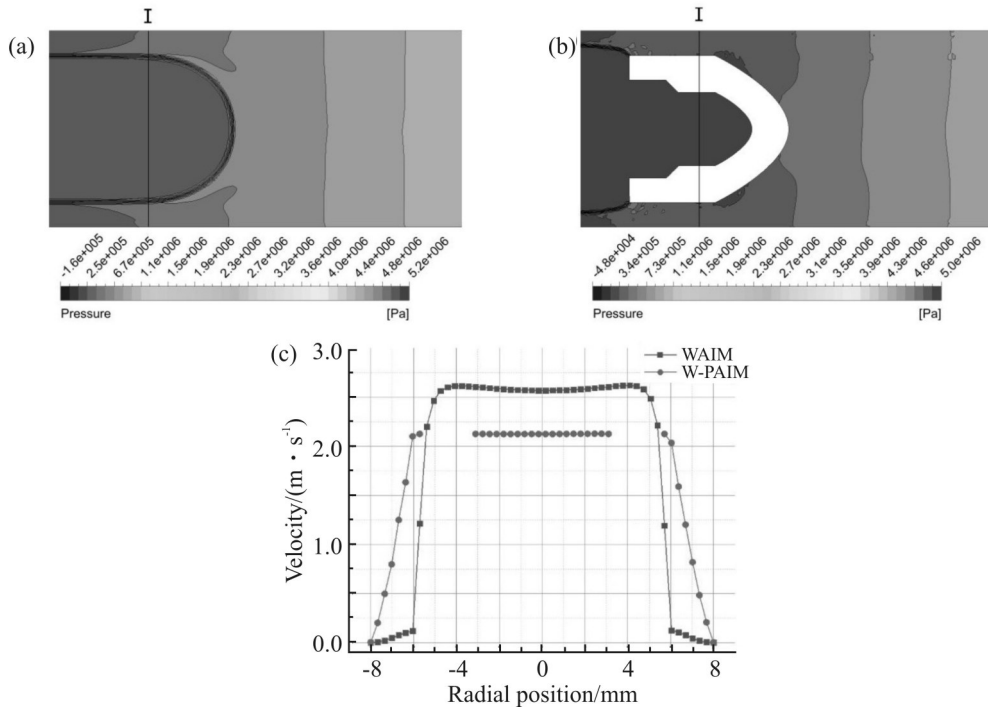 I
I
(a)
(b)
-1.6e+005 2.5e+005 6.7e+005 1.1e+006 1.5e+006 1.9e+006 2.3e+006 2.7e+006 3.2e+006 3.6e+006 4.0e+006 4.4e+006 4.8e+006 5.2e+006
Pressure [Pa]
-4.8e+004 3.4e+005 7.3e+005 1.1e+006 1.5e+006 1.9e+006 2.3e+006 2.7e+006 3.1e+006 3.5e+006 3.9e+006 4.3e+006 4.6e+006 5.0e+006
Pressure [Pa]
(c)
WAIM
W-PAIM
Velocity/(m · s⁻¹)
3.0
2.0
1.0
0.0
-8 -4 0 4 8
Radial position/mm